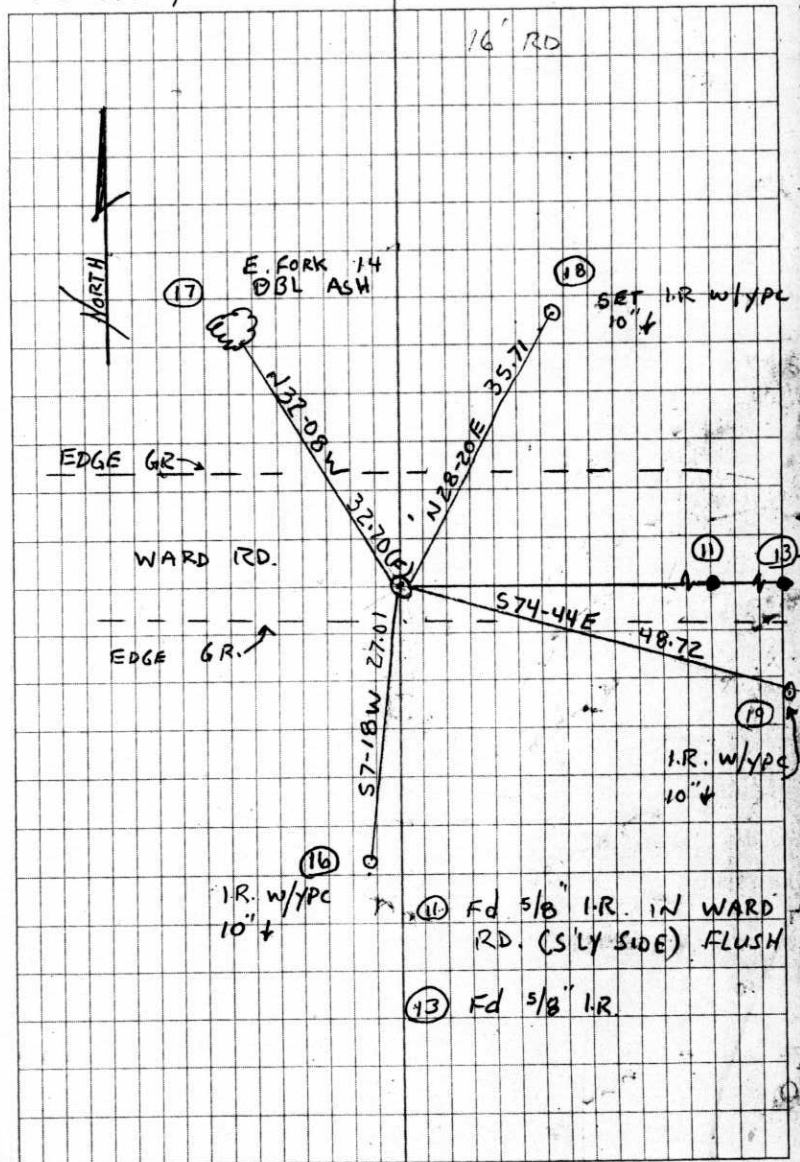 16' RD
NORTH
17
E. FORK 14
DBL ASH
18
SET I.R W/YPC
10"↓
N32-08W 32.70(F)
N28-20E 35.71
EDGE GR
WARD RD.
11
13
S74-44E 48.72
EDGE GR.
S7-18W 27.01
19
I.R. W/YPC
10"↓
16
I.R. W/YPC
10"↓
11 Fd 5/8" I.R. IN WARD
RD. (S'LY SIDE) FLUSH
13 Fd 5/8" I.R.